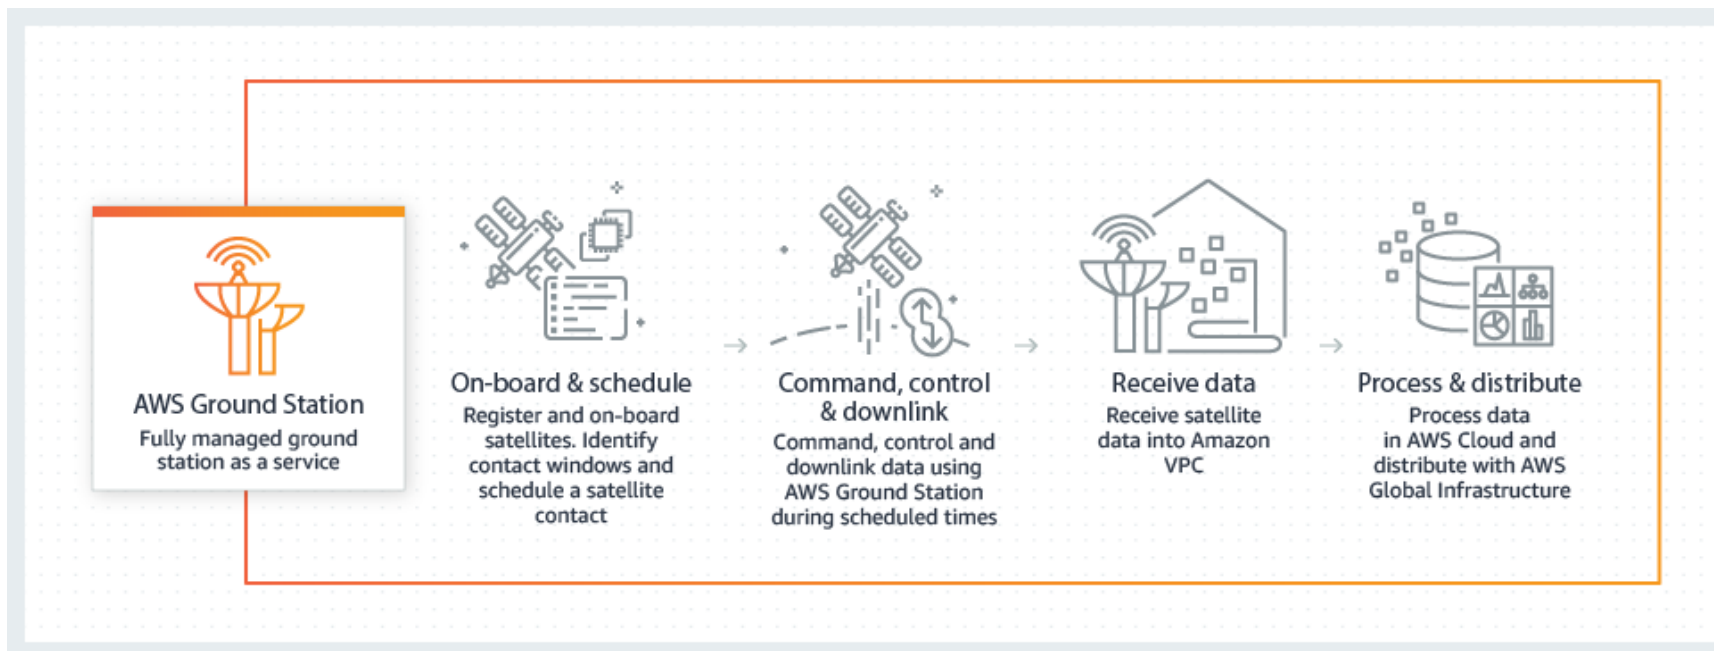 AWS Ground Station
Fully managed ground
station as a service
On-board & schedule
Register and on-board
satellites. Identify
contact windows and
schedule a satellite
contact
Command, control
& downlink
Command, control and
downlink data using
AWS Ground Station
during scheduled times
Receive data
Receive satellite
data into Amazon
VPC
Process & distribute
Process data
in AWS Cloud and
distribute with AWS
Global Infrastructure